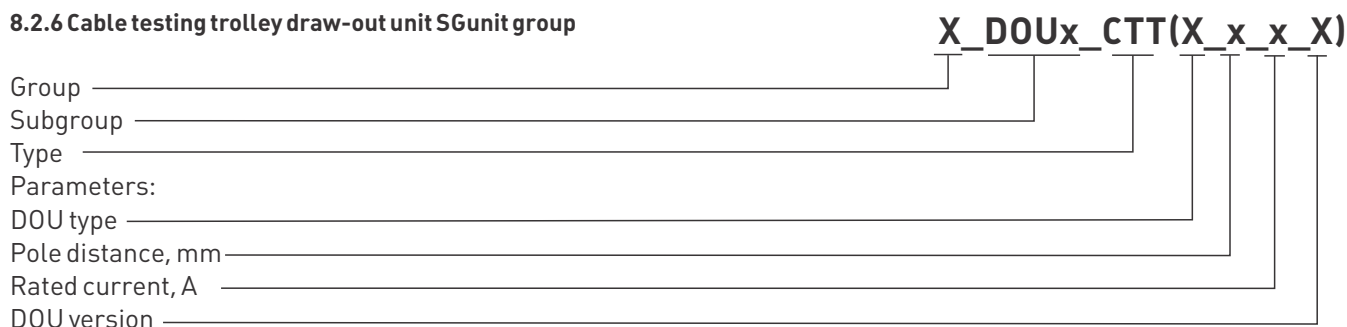 8.2.6 Cable testing trolley draw-out unit SGunit group
X_DOUx_CTT(X_x_x_X)
Group
Subgroup
Type
Parameters:
DOU type
Pole distance, mm
Rated current, A
DOU version